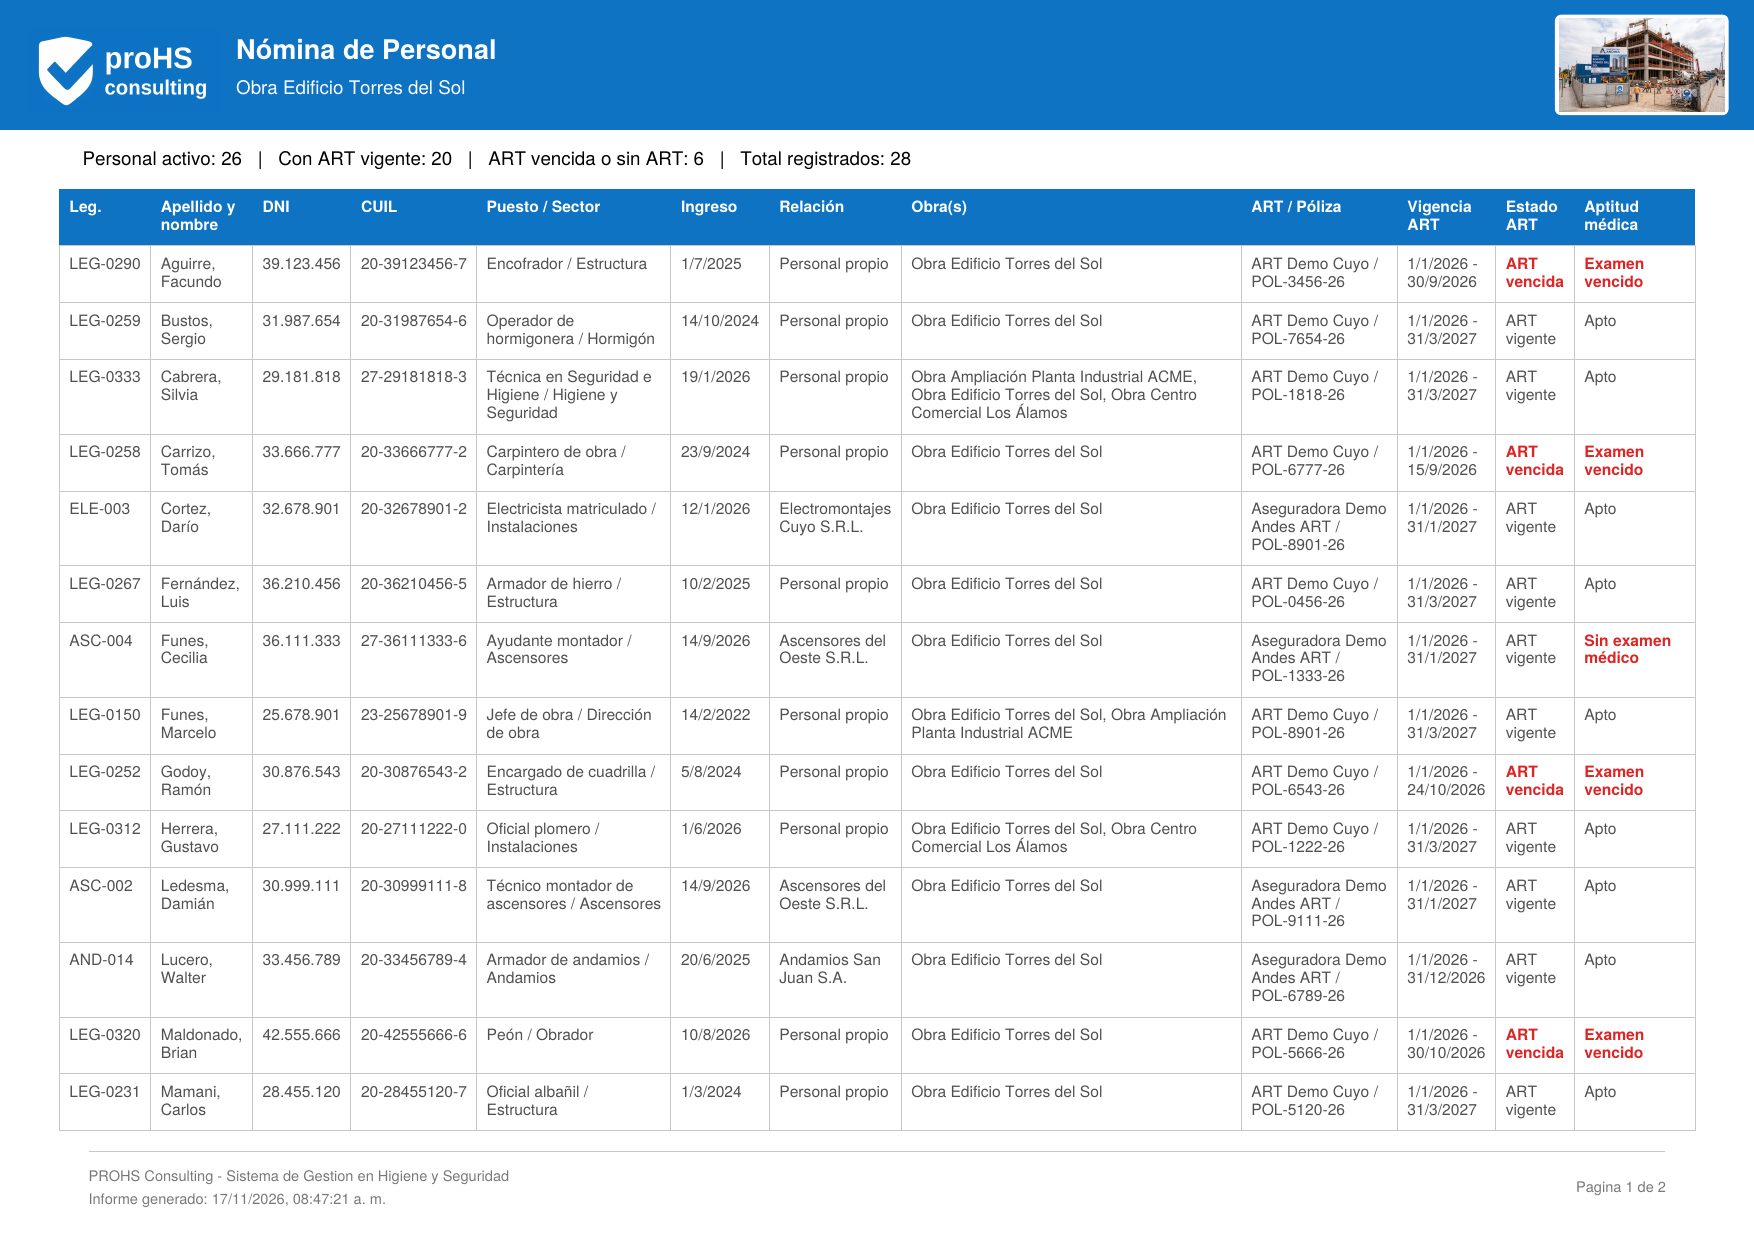 proHS
consulting
Nómina de Personal
Obra Edificio Torres del Sol
Personal activo: 26 | Con ART vigente: 20 | ART vencida o sin ART: 6 | Total registrados: 28
Leg. Apellido y nombre DNI CUIL Puesto / Sector Ingreso Relación Obra(s) ART / Póliza Vigencia ART Estado ART Aptitud médica
LEG-0290 Aguirre, Facundo 39.123.456 20-39123456-7 Encofrador / Estructura 1/7/2025 Personal propio Obra Edificio Torres del Sol ART Demo Cuyo / POL-3456-26 1/1/2026 - 30/9/2026 ART vencida Examen vencido
LEG-0259 Bustos, Sergio 31.987.654 20-31987654-6 Operador de hormigonera / Hormigón 14/10/2024 Personal propio Obra Edificio Torres del Sol ART Demo Cuyo / POL-7654-26 1/1/2026 - 31/3/2027 ART vigente Apto
LEG-0333 Cabrera, Silvia 29.181.818 27-29181818-3 Técnica en Seguridad e Higiene / Higiene y Seguridad 19/1/2026 Personal propio Obra Ampliación Planta Industrial ACME, Obra Edificio Torres del Sol, Obra Centro Comercial Los Álamos ART Demo Cuyo / POL-1818-26 1/1/2026 - 31/3/2027 ART vigente Apto
LEG-0258 Carrizo, Tomás 33.666.777 20-33666777-2 Carpintero de obra / Carpintería 23/9/2024 Personal propio Obra Edificio Torres del Sol ART Demo Cuyo / POL-6777-26 1/1/2026 - 15/9/2026 ART vencida Examen vencido
ELE-003 Cortez, Darío 32.678.901 20-32678901-2 Electricista matriculado / Instalaciones 12/1/2026 Electromontajes Cuyo S.R.L. Obra Edificio Torres del Sol Aseguradora Demo Andes ART / POL-8901-26 1/1/2026 - 31/1/2027 ART vigente Apto
LEG-0267 Fernández, Luis 36.210.456 20-36210456-5 Armador de hierro / Estructura 10/2/2025 Personal propio Obra Edificio Torres del Sol ART Demo Cuyo / POL-0456-26 1/1/2026 - 31/3/2027 ART vigente Apto
ASC-004 Funes, Cecilia 36.111.333 27-36111333-6 Ayudante montador / Ascensores 14/9/2026 Ascensores del Oeste S.R.L. Obra Edificio Torres del Sol Aseguradora Demo Andes ART / POL-1333-26 1/1/2026 - 31/1/2027 ART vigente Sin examen médico
LEG-0150 Funes, Marcelo 25.678.901 23-25678901-9 Jefe de obra / Dirección de obra 14/2/2022 Personal propio Obra Edificio Torres del Sol, Obra Ampliación Planta Industrial ACME ART Demo Cuyo / POL-8901-26 1/1/2026 - 31/3/2027 ART vigente Apto
LEG-0252 Godoy, Ramón 30.876.543 20-30876543-2 Encargado de cuadrilla / Estructura 5/8/2024 Personal propio Obra Edificio Torres del Sol ART Demo Cuyo / POL-6543-26 1/1/2026 - 24/10/2026 ART vencida Examen vencido
LEG-0312 Herrera, Gustavo 27.111.222 20-27111222-0 Oficial plomero / Instalaciones 1/6/2026 Personal propio Obra Edificio Torres del Sol, Obra Centro Comercial Los Álamos ART Demo Cuyo / POL-1222-26 1/1/2026 - 31/3/2027 ART vigente Apto
ASC-002 Ledesma, Damián 30.999.111 20-30999111-8 Técnico montador de ascensores / Ascensores 14/9/2026 Ascensores del Oeste S.R.L. Obra Edificio Torres del Sol Aseguradora Demo Andes ART / POL-9111-26 1/1/2026 - 31/1/2027 ART vigente Apto
AND-014 Lucero, Walter 33.456.789 20-33456789-4 Armador de andamios / Andamios 20/6/2025 Andamios San Juan S.A. Obra Edificio Torres del Sol Aseguradora Demo Andes ART / POL-6789-26 1/1/2026 - 31/12/2026 ART vigente Apto
LEG-0320 Maldonado, Brian 42.555.666 20-42555666-6 Peón / Obrador 10/8/2026 Personal propio Obra Edificio Torres del Sol ART Demo Cuyo / POL-5666-26 1/1/2026 - 30/10/2026 ART vencida Examen vencido
LEG-0231 Mamani, Carlos 28.455.120 20-28455120-7 Oficial albañil / Estructura 1/3/2024 Personal propio Obra Edificio Torres del Sol ART Demo Cuyo / POL-5120-26 1/1/2026 - 31/3/2027 ART vigente Apto
PROHS Consulting - Sistema de Gestion en Higiene y Seguridad
Informe generado: 17/11/2026, 08:47:21 a. m.
Pagina 1 de 2